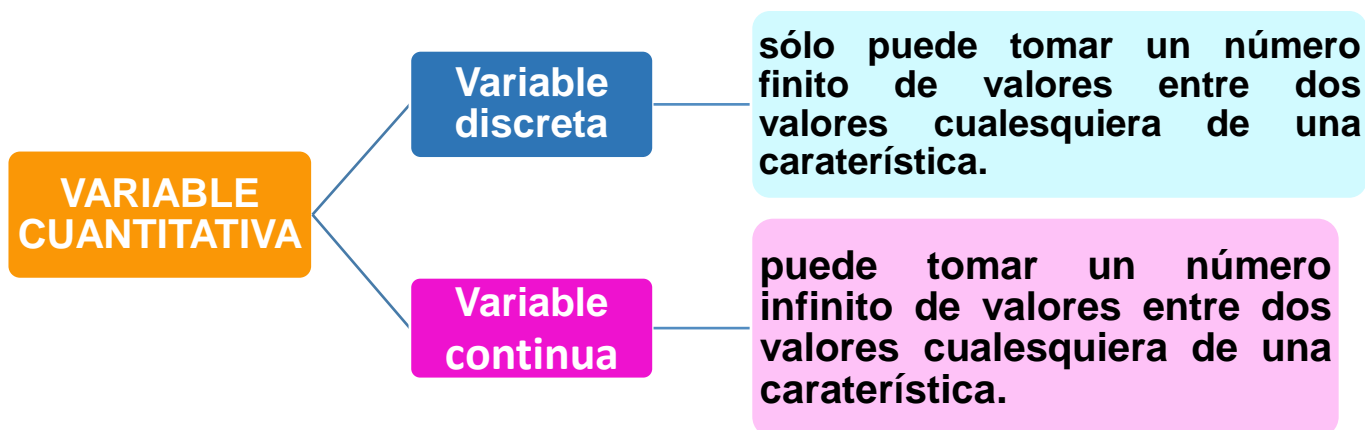 VARIABLE
CUANTITATIVA
Variable
discreta
sólo puede tomar un número
finito de valores entre dos
valores cualesquiera de una
caraterística.
Variable
continua
puede tomar un número
infinito de valores entre dos
valores cualesquiera de una
caraterística.